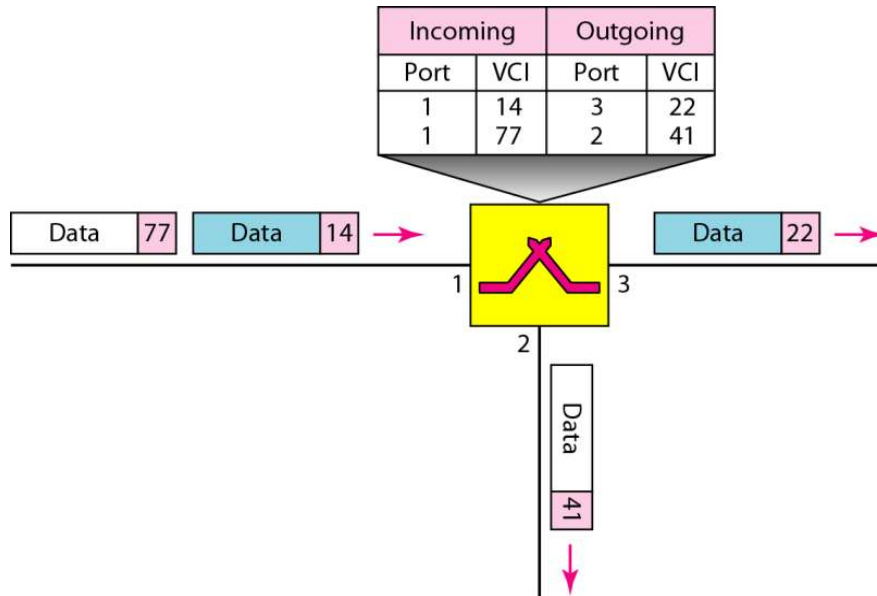 Incoming Outgoing
Port VCI Port VCI
1 14 3 22
1 77 2 41
Data 77 Data 14 Data 22
1 3
2
Data 41